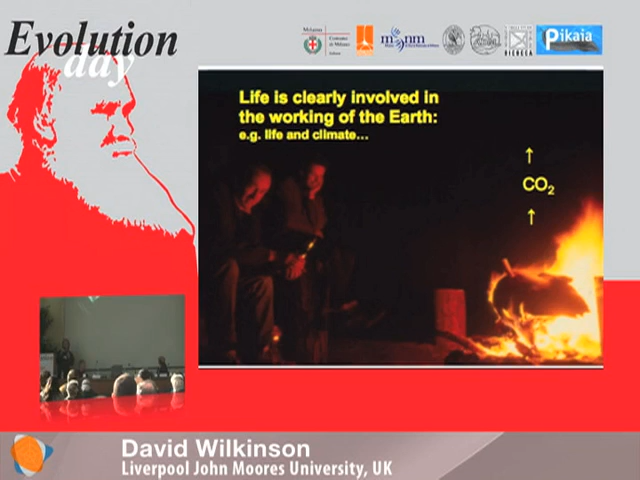 Evolution
day
Pikaia
Life is clearly involved in
the working of the Earth:
e.g. life and climate...
↑
CO₂
↑
David Wilkinson
Liverpool John Moores University, UK